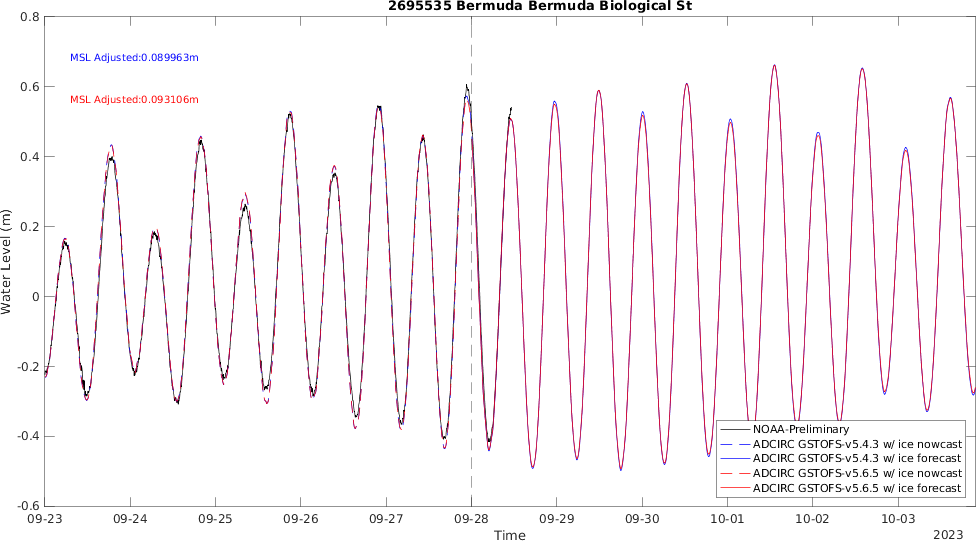 2695535 Bermuda Bermuda Biological St
0.8
MSL Adjusted:0.089963m
0.6
MSL Adjusted:0.093106m
0.4
0.2
Water Level (m)
0
-0.2
-0.4
-0.6
NOAA-Preliminary
ADCIRC GSTOFS-v5.4.3 w/ ice nowcast
ADCIRC GSTOFS-v5.4.3 w/ ice forecast
ADCIRC GSTOFS-v5.6.5 w/ ice nowcast
ADCIRC GSTOFS-v5.6.5 w/ ice forecast
09-23 09-24 09-25 09-26 09-27 09-28 09-29 09-30 10-01 10-02 10-03
Time
2023